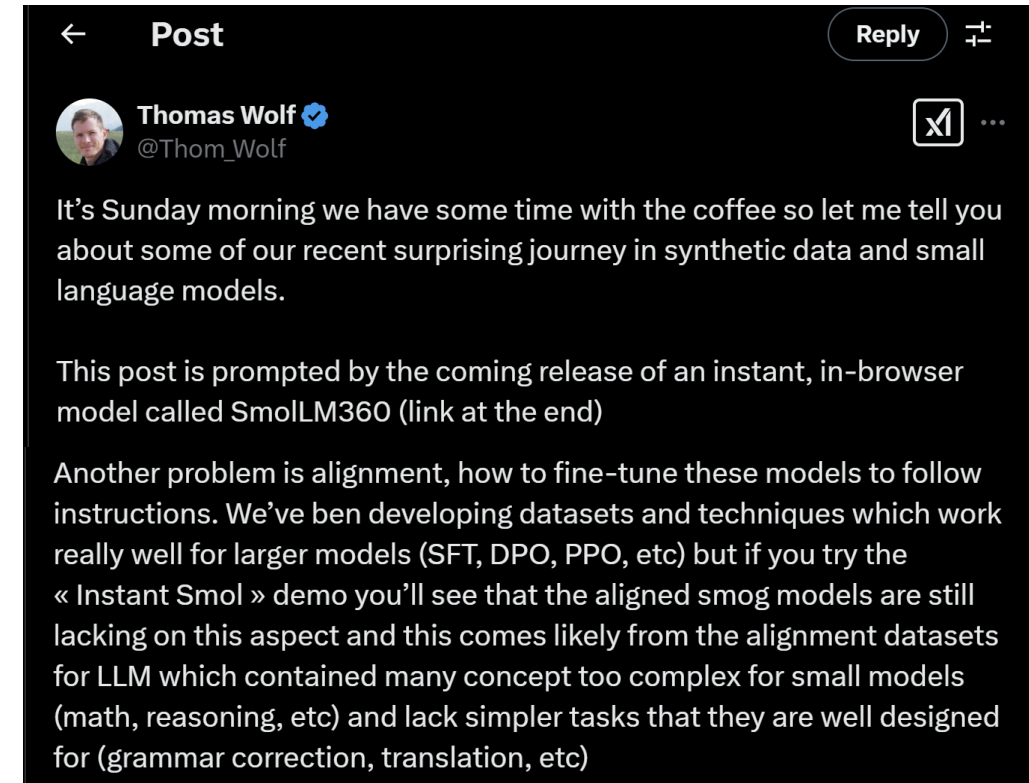 Post
Reply
Thomas Wolf
@Thom_Wolf
It’s Sunday morning we have some time with the coffee so let me tell you
about some of our recent surprising journey in synthetic data and small
language models.
This post is prompted by the coming release of an instant, in-browser
model called SmolLM360 (link at the end)
Another problem is alignment, how to fine-tune these models to follow
instructions. We’ve ben developing datasets and techniques which work
really well for larger models (SFT, DPO, PPO, etc) but if you try the
« Instant Smol » demo you’ll see that the aligned smog models are still
lacking on this aspect and this comes likely from the alignment datasets
for LLM which contained many concept too complex for small models
(math, reasoning, etc) and lack simpler tasks that they are well designed
for (grammar correction, translation, etc)